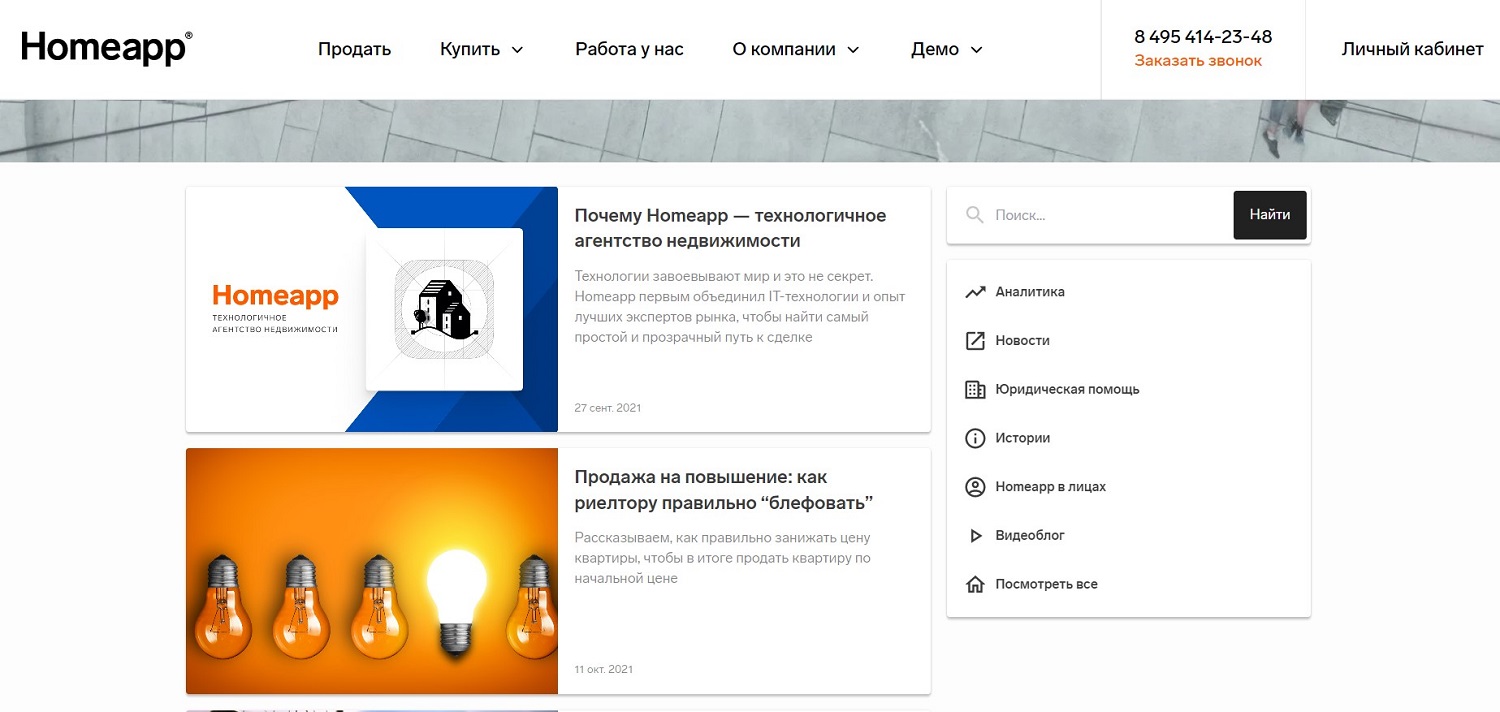 Homeapp®
Продать
Купить
Работа у нас
О компании
Демо
8 495 414-23-48
Заказать звонок
Личный кабинет
Homeapp
ТЕХНОЛОГИЧНОЕ
АГЕНТСТВО НЕДВИЖИМОСТИ
Почему Homeapp — технологичное
агентство недвижимости
Технологии завоевывают мир и это не секрет.
Homeapp первым объединил IT-технологии и опыт
лучших экспертов рынка, чтобы найти самый
простой и прозрачный путь к сделке
27 сент. 2021
Продажа на повышение: как
риелтору правильно “блефовать”
Рассказываем, как правильно занижать цену
квартиры, чтобы в итоге продать квартиру по
начальной цене
11 окт. 2021
Поиск...
Найти
Аналитика
Новости
Юридическая помощь
Истории
Homeapp в лицах
Видеоблог
Посмотреть все